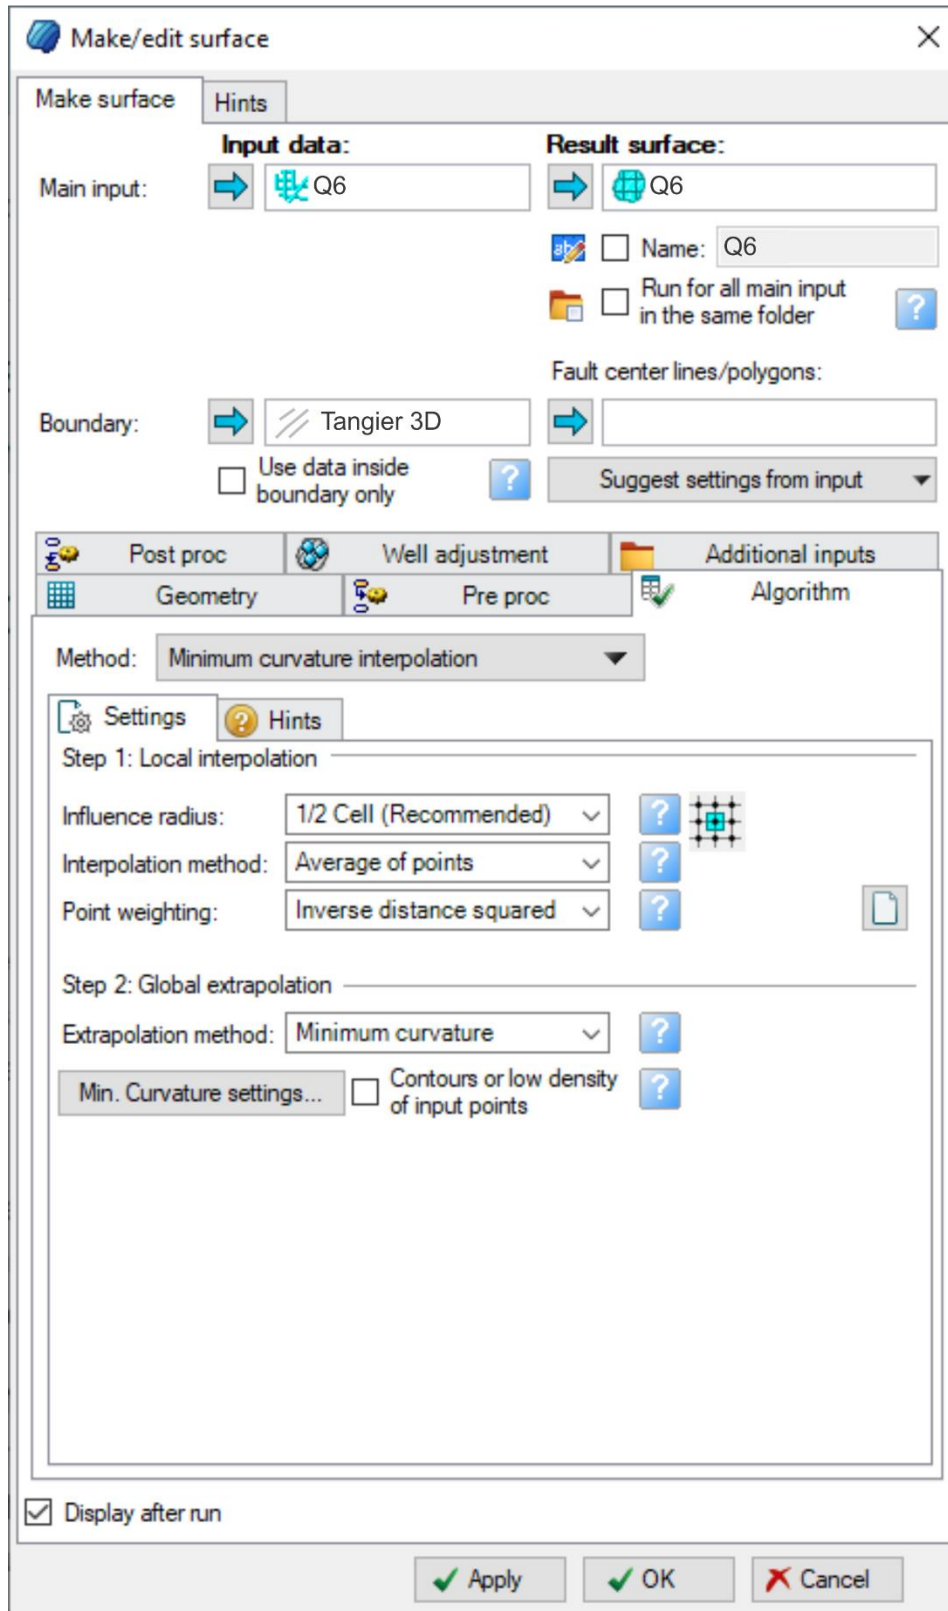 Make/edit surface
Make surface
Hints
Input data:
Result surface:
Main input:
Q6
Q6
Name:
Q6
Run for all main input
in the same folder
?
Fault center lines/polygons:
Boundary:
Tangier 3D
Use data inside
boundary only
?
Suggest settings from input
Post proc
Well adjustment
Additional inputs
Geometry
Pre proc
Algorithm
Method:
Minimum curvature interpolation
Settings
? Hints
Step 1: Local interpolation
Influence radius:
1/2 Cell (Recommended)
?
Interpolation method:
Average of points
?
Point weighting:
Inverse distance squared
?
Step 2: Global extrapolation
Extrapolation method:
Minimum curvature
?
Min. Curvature settings...
Contours or low density
of input points
?
Display after run
Apply
OK
Cancel